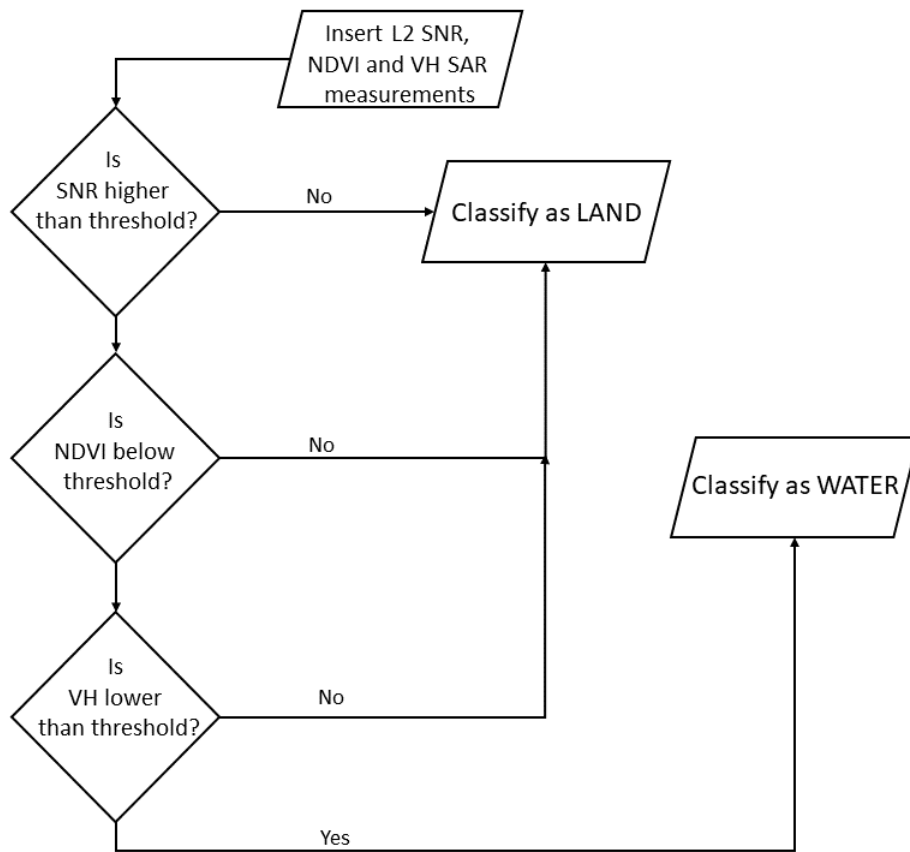 Insert L2 SNR,
NDVI and VH SAR
measurements
Is
SNR higher
than threshold?
No
Classify as LAND
Is
NDVI below
threshold?
No
Classify as WATER
Is
VH lower
than threshold?
No
Yes